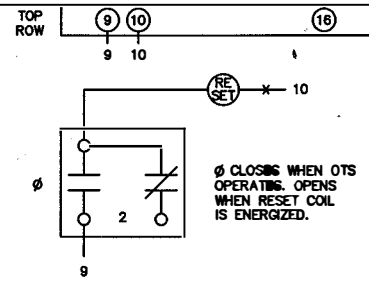 TOP
ROW
9 10 16
9 10
RE
SET
10
Ø
2
Ø CLOSES WHEN OTS
OPERATES. OPENS
WHEN RESET COIL
IS ENERGIZED.
9